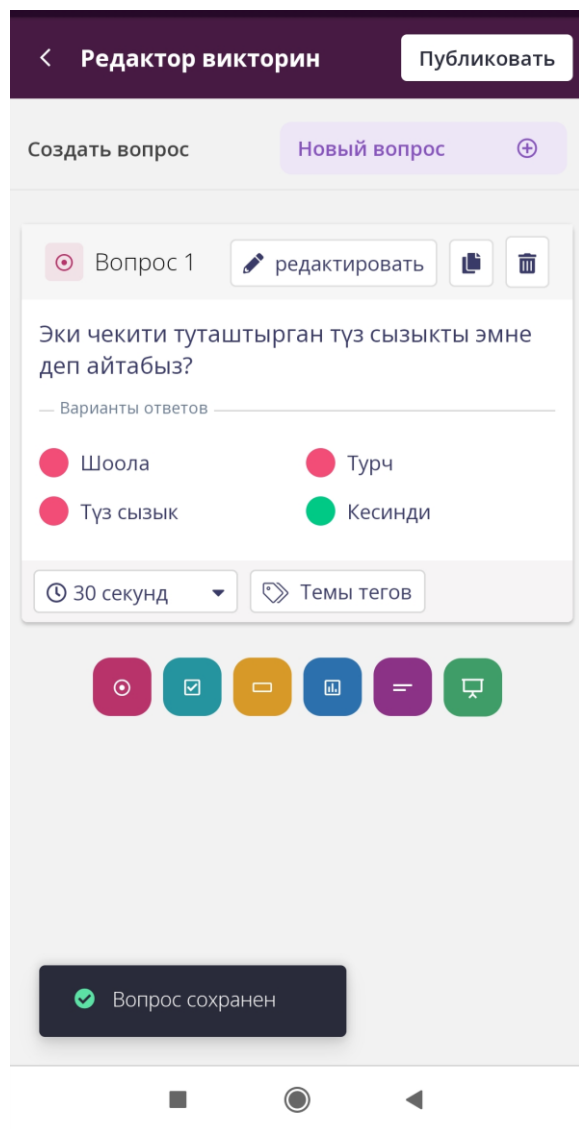 Редактор викторин
Публиковать
Создать вопрос
Новый вопрос
Вопрос 1
редактировать
Эки чекити туташтырган түз сызыкты эмне
деп айтабыз?
Варианты ответов
Шоола
Турч
Түз сызык
Кесинди
30 секунд
Темы тегов
Вопрос сохранен